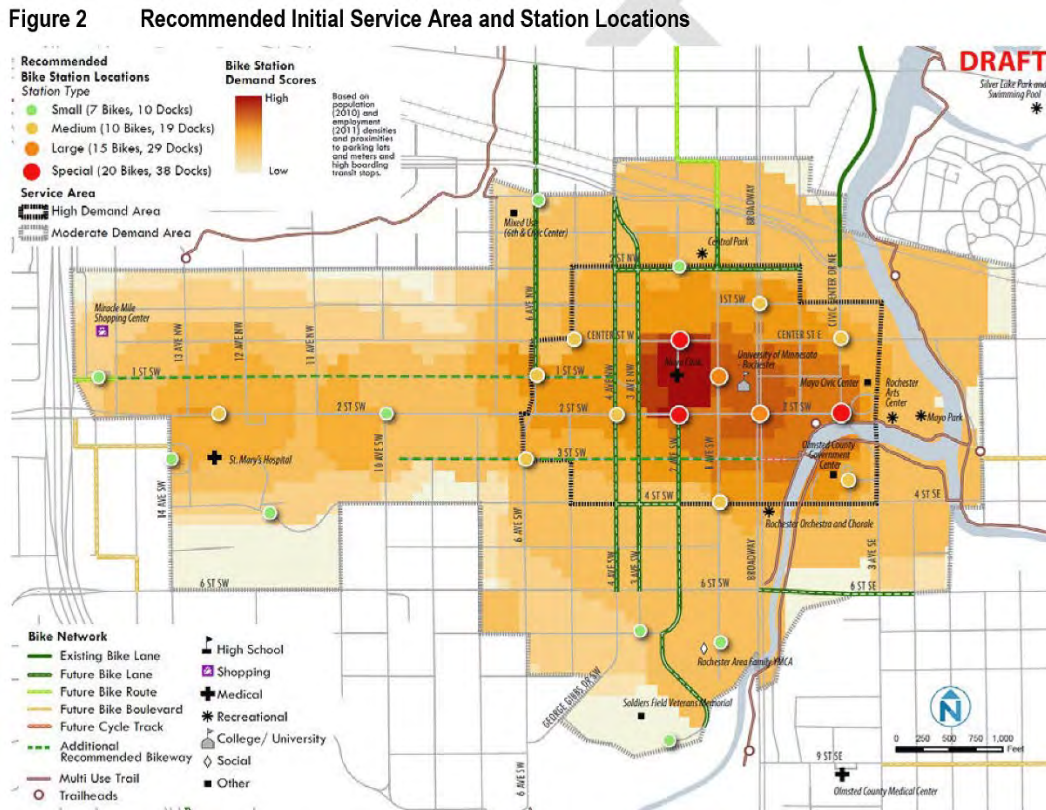 Figure 2 Recommended Initial Service Area and Station Locations
Recommended
Bike Station Locations
Station Type
Small (7 Bikes, 10 Docks)
Medium (10 Bikes, 19 Docks)
Large (15 Bikes, 29 Docks)
Special (20 Bikes, 38 Docks)
Service Area
High Demand Area
Moderate Demand Area
Bike Station
Demand Scores
High
Low
Based on
population
(2010) and
employment
(2011) densities
and proximities
to parking lots
and meters and
high boarding
transit stops.
DRAFT
Silver Lake Park and
Swimming Pool
Mixed Use
(6th & Civic Center)
Central Park
BROADWAY
CIVIC CENTER DR NE
2 ST NW
6 AVE NW
Miracle Mile
Shopping Center
13 AVE NW
12 AVE NW
11 AVE NW
1ST SW
CENTER ST W
CENTER ST E
4 AVE NW
3 AVE NW
Mayo Clinic
University of Minnesota
Rochester
Mayo Civic Center
Rochester
Arts
Center
Mayo Park
1 ST SW
1 ST SW
2 ST SW
2 ST SW
2 ST SW
St. Mary's Hospital
16 AVE SW
14 AVE SW
3 ST SW
2 AVE SW
1 AVE SW
Olmsted County
Government
Center
4 ST SW
4 ST SE
Rochester Orchestra and Chorale
6 AVE SW
4 AVE SW
3 AVE SW
BROADWAY
3 AVE SE
6 ST SW
6 ST SW
6 ST SE
Rochester Area Family YMCA
GEORGE GIBBS DR SW
Soldiers Field Veterans Memorial
6 AVE SW
9 ST SE
Olmsted County Medical Center
Bike Network
Existing Bike Lane
Future Bike Lane
Future Bike Route
Future Bike Boulevard
Future Cycle Track
Additional
Recommended Bikeway
Multi Use Trail
Trailheads
High School
Shopping
Medical
Recreational
College/ University
Social
Other
N
0 250 500 750 1,000
Feet